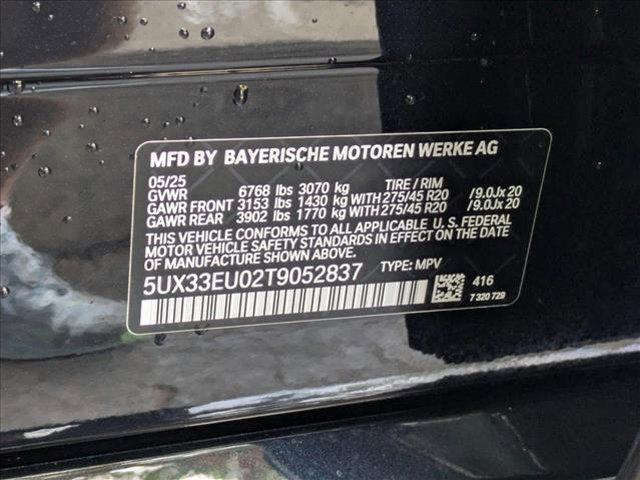 MFD BY BAYERISCHE MOTOREN WERKE AG
05/25
GVWR 6768 lbs 3070 kg TIRE / RIM
GAWR FRONT 3153 lbs 1430 kg WITH 275/45 R20 /9.0Jx20
GAWR REAR 3902 lbs 1770 kg WITH 275/45 R20 /9.0Jx20
THIS VEHICLE CONFORMS TO ALL APPLICABLE U.S. FEDERAL
MOTOR VEHICLE SAFETY STANDARDS IN EFFECT ON THE DATE
OF MANUFACTURE SHOWN ABOVE.
5UX33EU02T9052837 TYPE: MPV
416
7 320 729